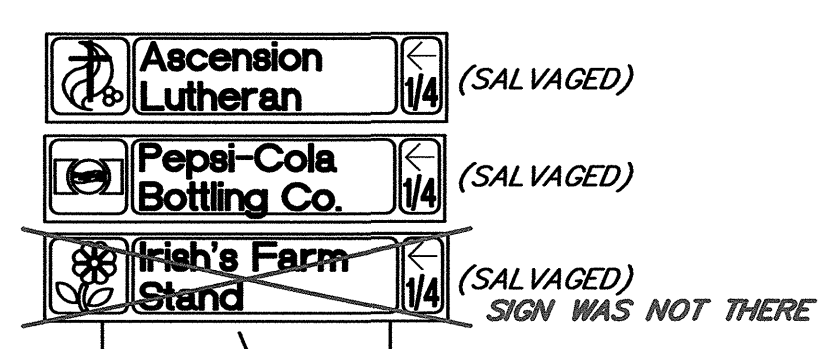 Ascension
Lutheran
←
1/4
(SALVAGED)
Pepsi-Cola
Bottling Co.
←
1/4
(SALVAGED)
Irish's Farm
Stand
←
1/4
(SALVAGED)
SIGN WAS NOT THERE